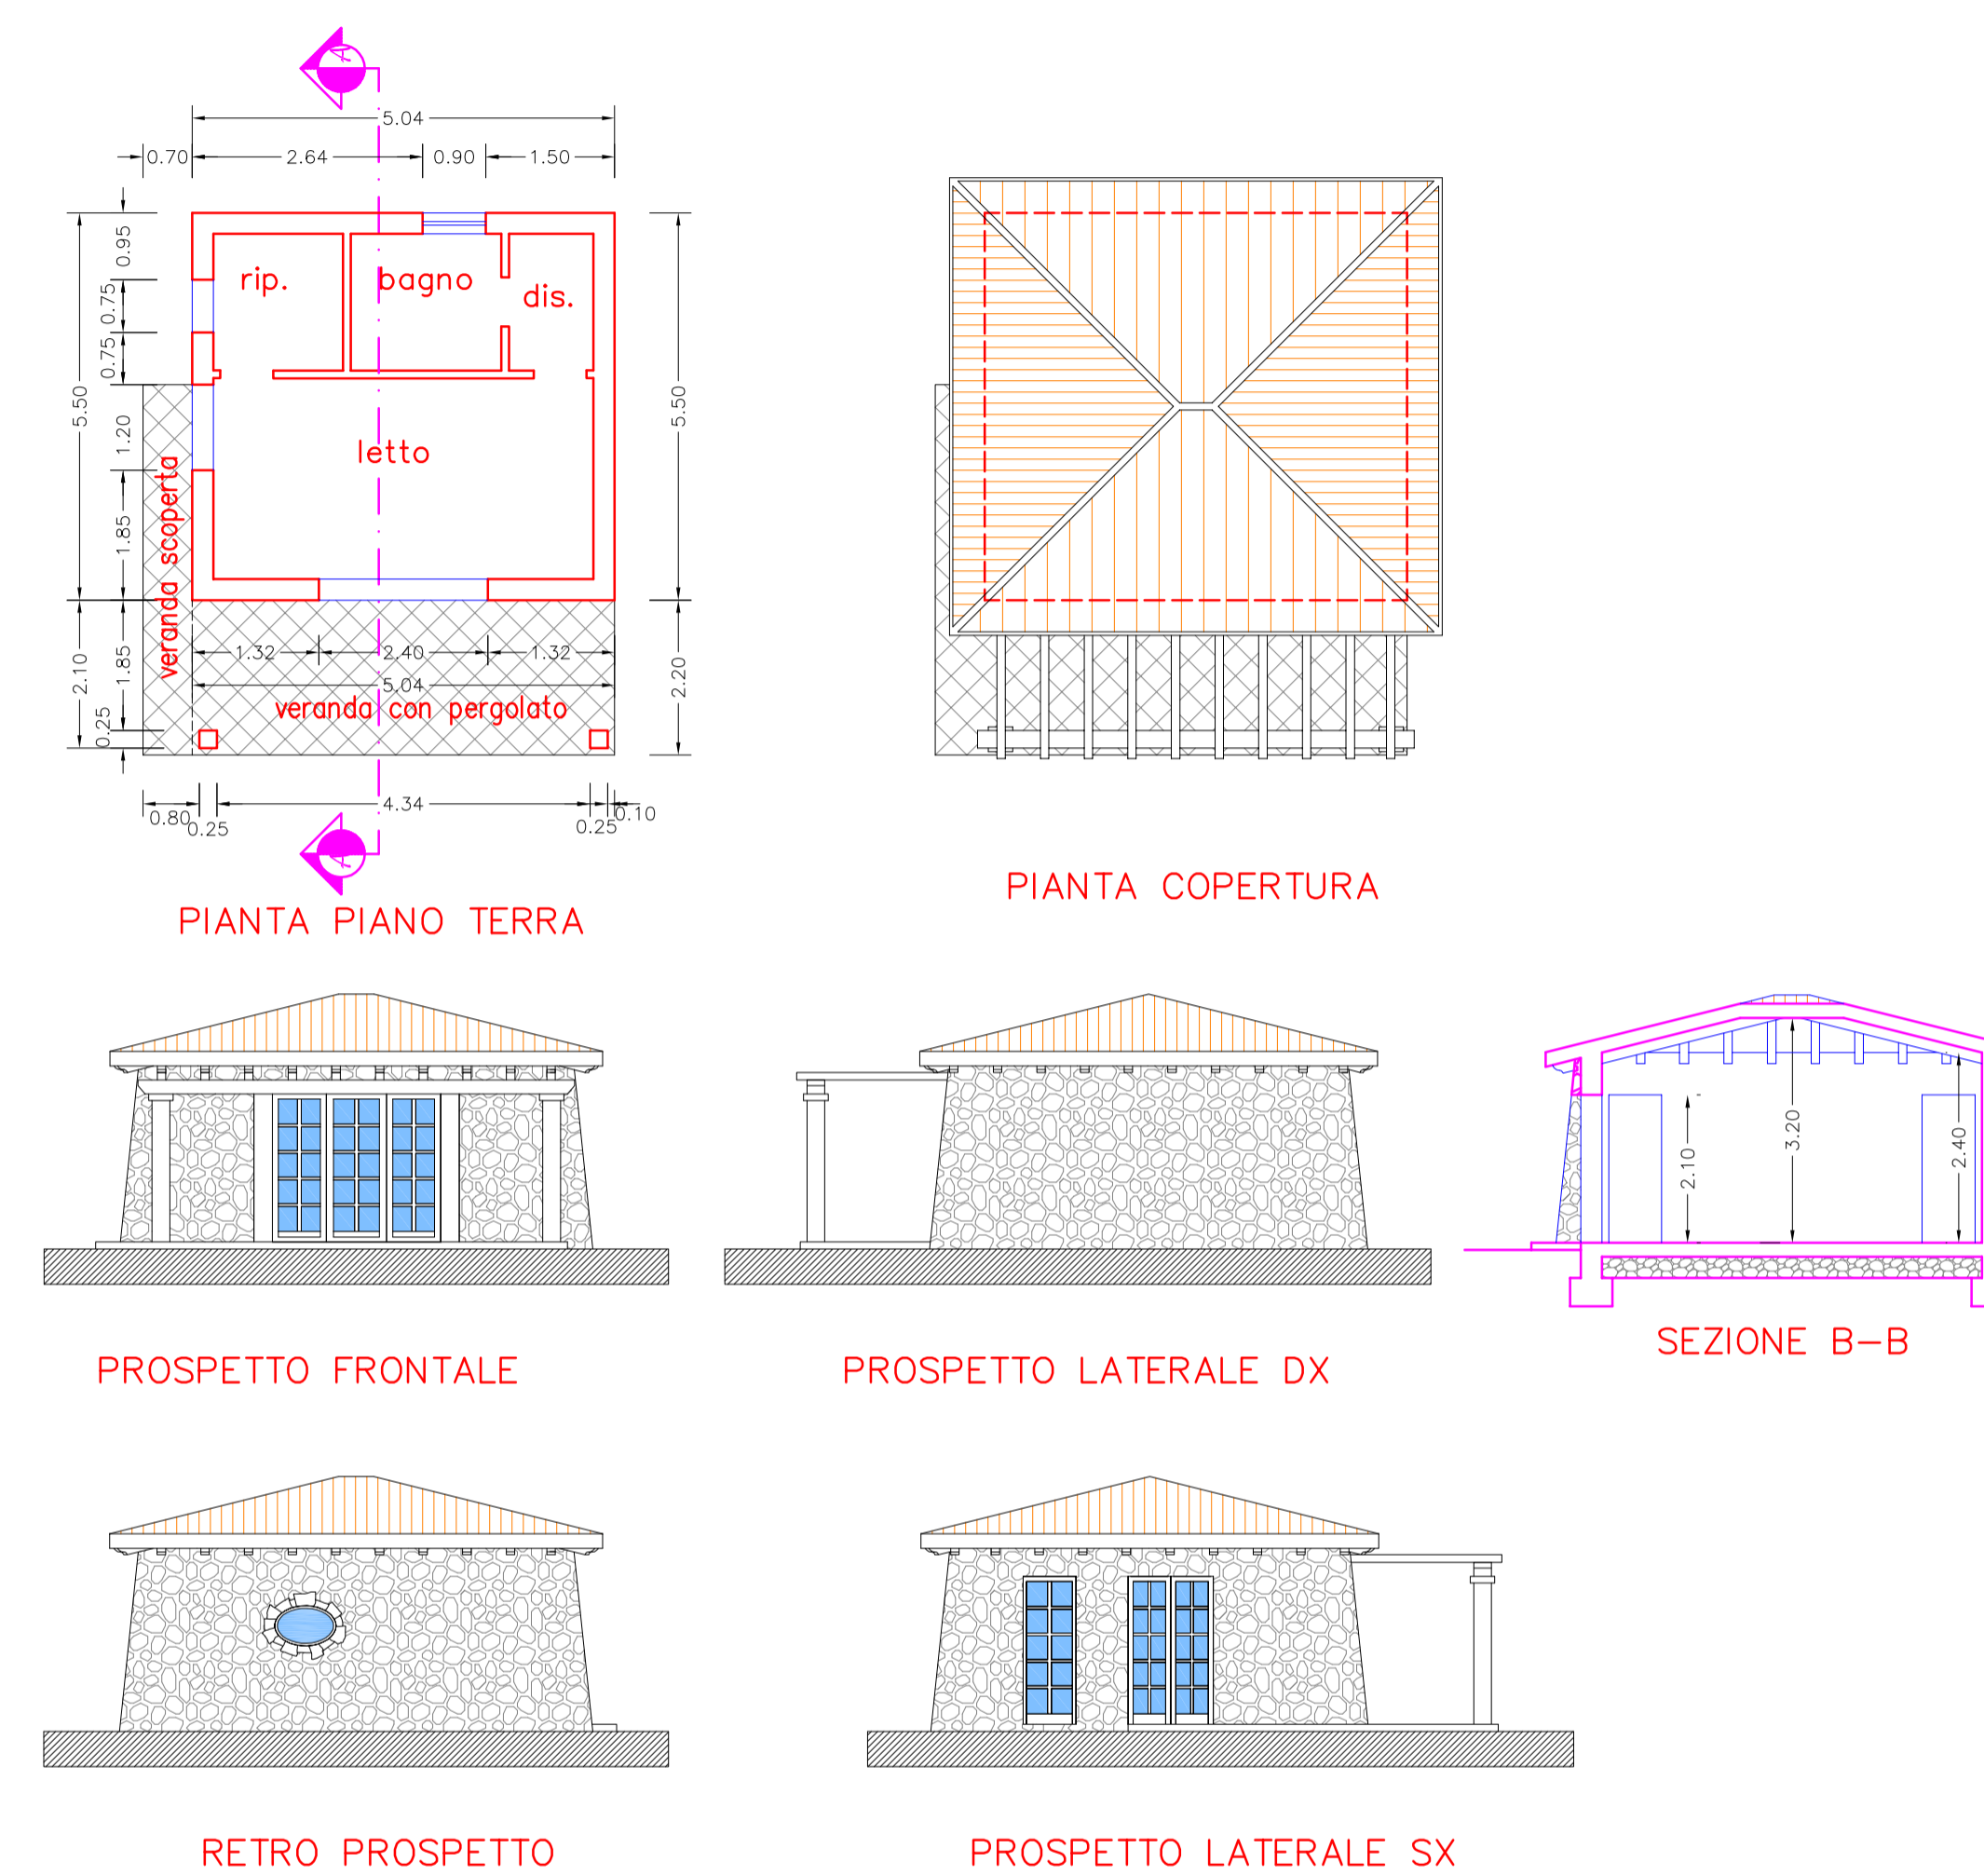 A
5.04
0.70
2.64
0.90
1.50
0.95
0.75
0.75
5.50
1.20
1.85
5.50
rip.
bagno
dis.
letto
veranda scoperta
1.32
2.40
1.32
5.04
veranda con pergolato
2.10
1.85
0.25
2.20
0.80
0.25
4.34
0.25
0.10
A
PIANTA PIANO TERRA
PIANTA COPERTURA
2.10
3.20
2.40
PROSPETTO FRONTALE
PROSPETTO LATERALE DX
SEZIONE B-B
RETRO PROSPETTO
PROSPETTO LATERALE SX